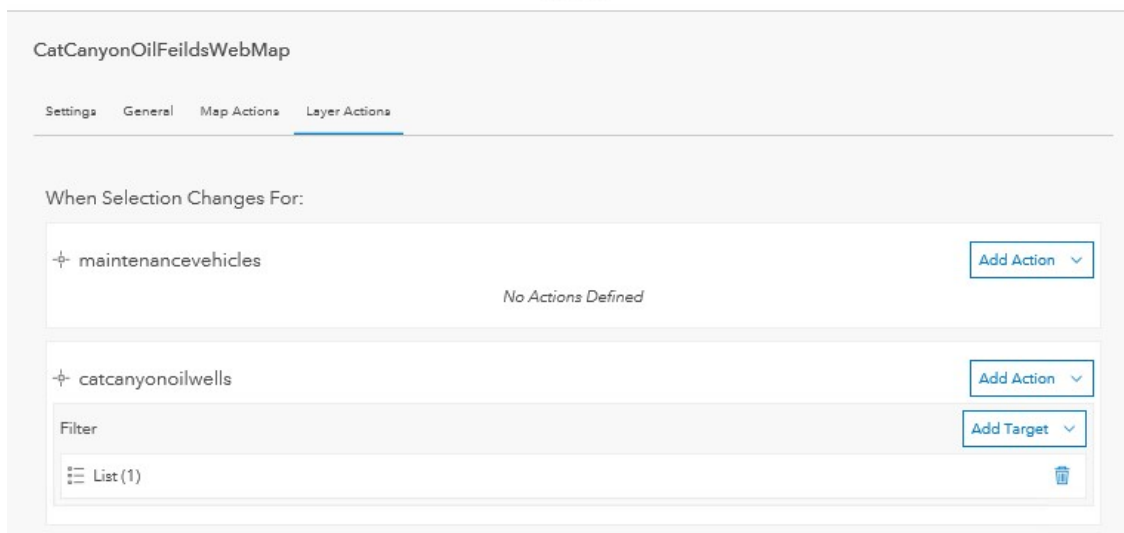 CatCanyonOilFeildsWebMap
Settings General Map Actions Layer Actions
When Selection Changes For:
maintenancevehicles Add Action
No Actions Defined
catcanyonoilwells Add Action
Filter Add Target
List (1)